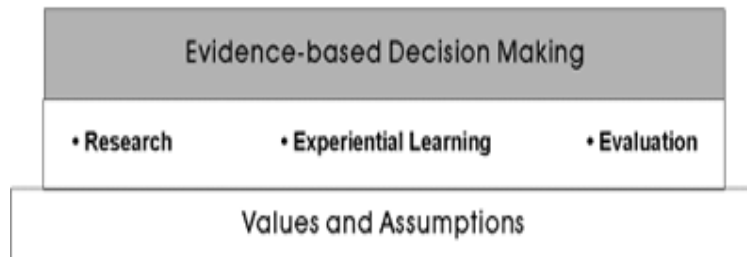 Evidence-based Decision Making
• Research • Experiential Learning • Evaluation
Values and Assumptions